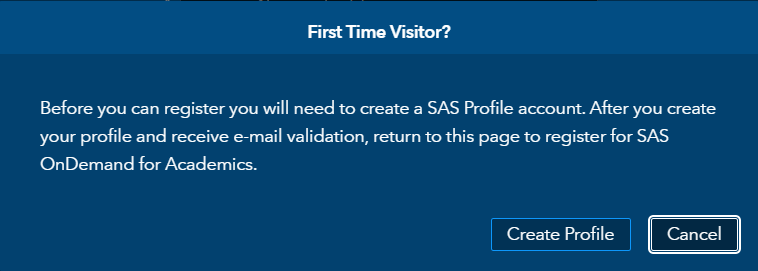 First Time Visitor?
Before you can register you will need to create a SAS Profile account. After you create
your profile and receive e-mail validation, return to this page to register for SAS
OnDemand for Academics.
Create Profile Cancel